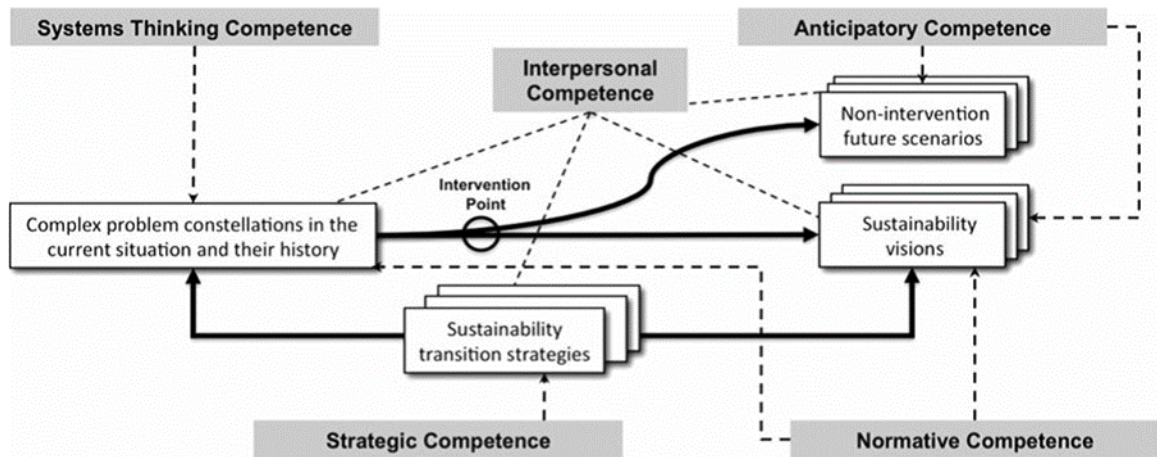 Systems Thinking Competence
Anticipatory Competence
Interpersonal
Competence
Non-intervention
future scenarios
Intervention
Point
Complex problem constellations in the
current situation and their history
Sustainability
visions
Sustainability
transition strategies
Strategic Competence
Normative Competence